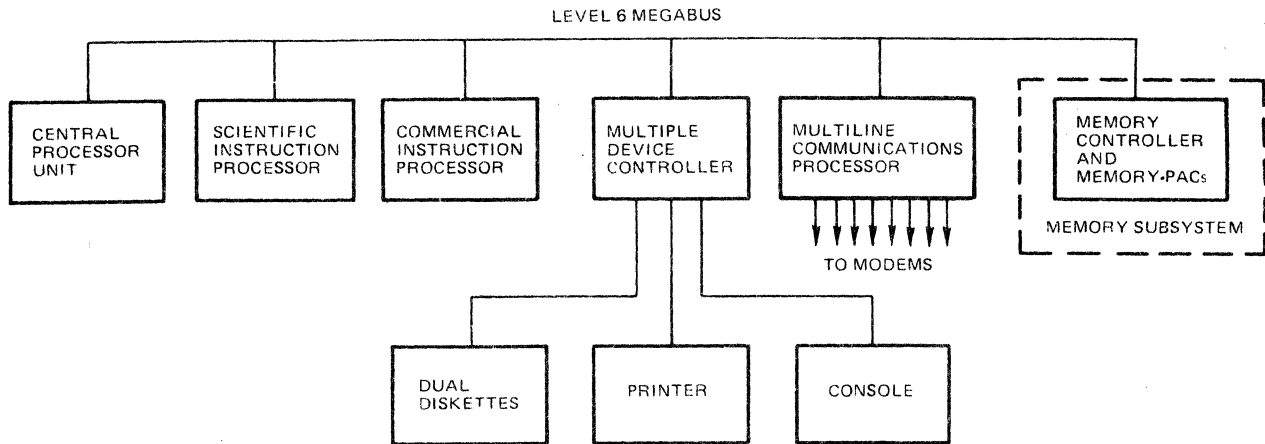 LEVEL 6 MEGABUS
CENTRAL
PROCESSOR
UNIT
SCIENTIFIC
INSTRUCTION
PROCESSOR
COMMERCIAL
INSTRUCTION
PROCESSOR
MULTIPLE
DEVICE
CONTROLLER
MULTILINE
COMMUNICATIONS
PROCESSOR
MEMORY
CONTROLLER
AND
MEMORY-PACs
MEMORY SUBSYSTEM
TO MODEMS
DUAL
DISKETTES
PRINTER
CONSOLE